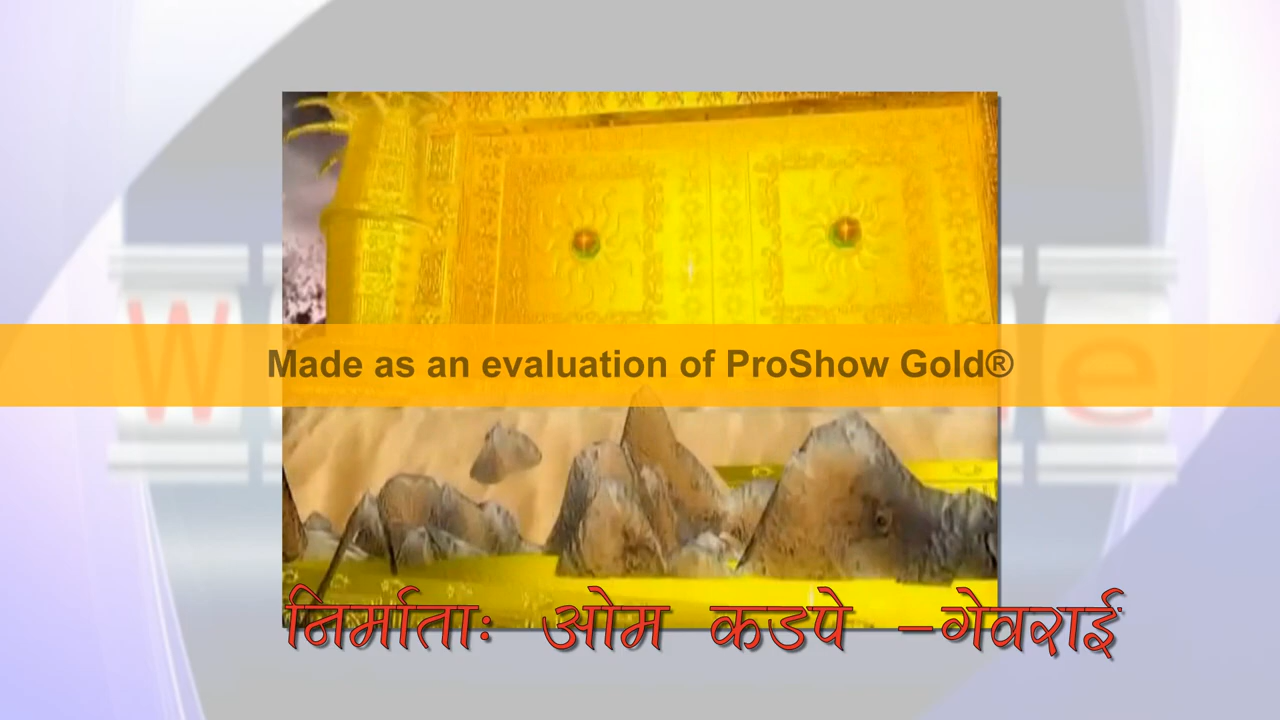 W e
Made as an evaluation of ProShow Gold®
निर्माताः ओम कडपे -गेवराई